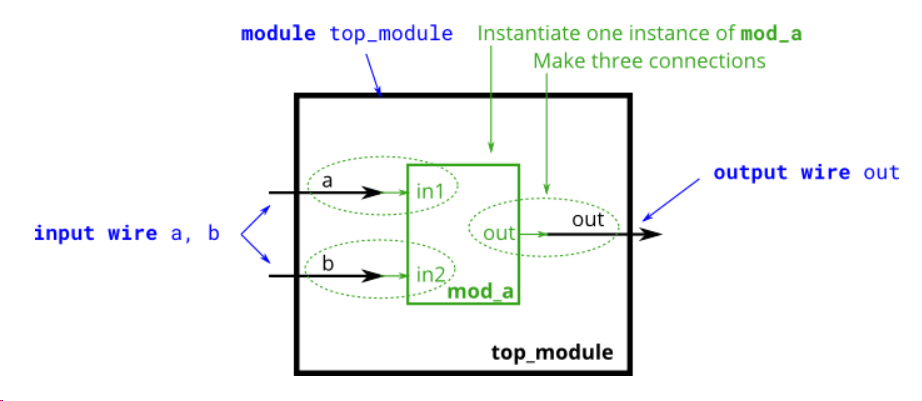 module top_module
Instantiate one instance of mod_a
Make three connections
output wire out
a
in1
out
input wire a, b
out
b
in2
mod_a
top_module